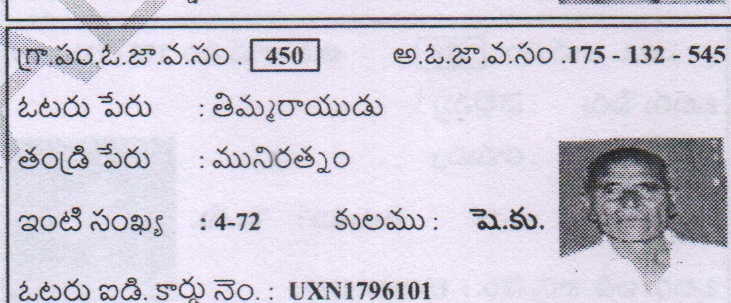 గ్రా.పం.ఓ.జా.వ.సం. 450 అ.ఓ.జా.వ.సం .175 - 132 - 545
ఓటరు పేరు : తిమ్మరాయుడు
తండ్రి పేరు : మునిరత్నం
ఇంటి సంఖ్య : 4-72 కులము : షె.కు.
ఓటరు ఐడి. కార్డు నెం. : UXN1796101